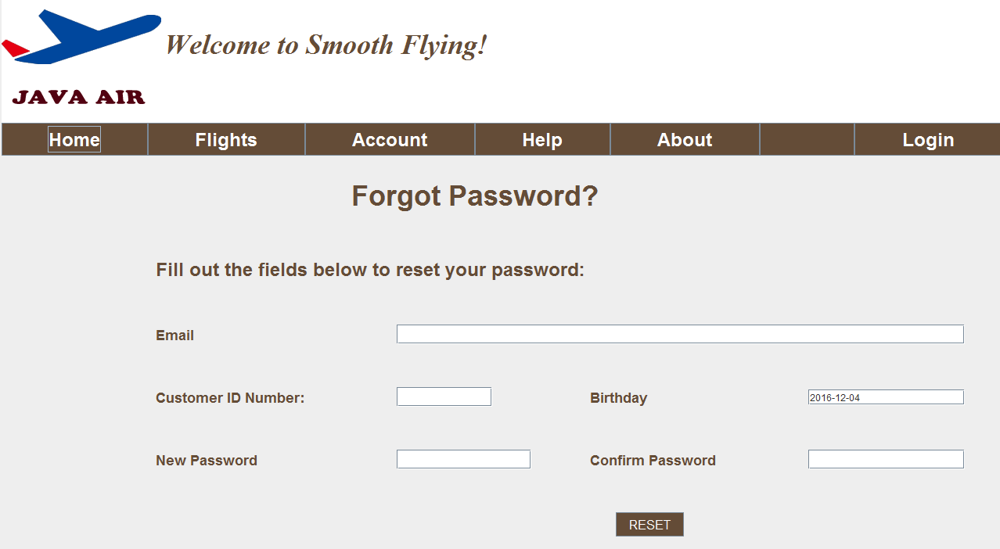 Welcome to Smooth Flying!
JAVA AIR
Home Flights Account Help About Login
Forgot Password?
Fill out the fields below to reset your password:
Email
Customer ID Number: Birthday 2016-12-04
New Password Confirm Password
RESET